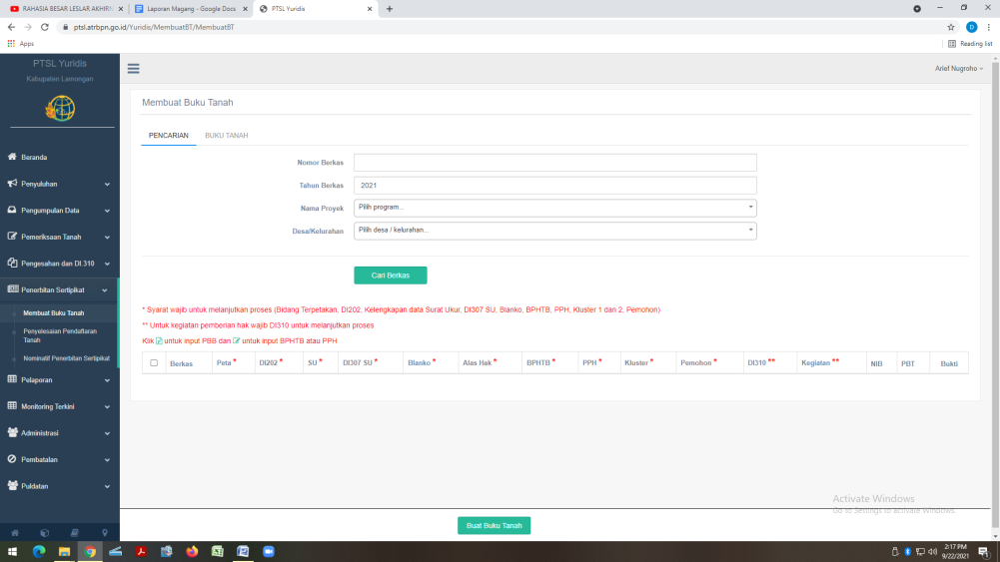 RAHASIA BESAR LESLAR AKHIRN
Laporan Magang - Google Docs
PTSL Yuridis
ptsl.atrbpn.go.id/Yuridis/MembuatBT/MembuatBT
D
Apps
Reading list
PTSL Yuridis
Kabupaten Lamongan
Arief Nugroho
Beranda
Penyuluhan
Pengumpulan Data
Pemeriksaan Tanah
Pengesahan dan DI.310
Penerbitan Sertipikat
Membuat Buku Tanah
Penyelesaian Pendaftaran
Tanah
Nominatif Penerbitan Sertipikat
Pelaporan
Monitoring Terkini
Administrasi
Pembatalan
Puldatan
Membuat Buku Tanah
PENCARIAN BUKU TANAH
Nomor Berkas
Tahun Berkas 2021
Nama Proyek Pilih program...
Desa/Kelurahan Pilih desa / kelurahan...
Cari Berkas
* Syarat wajib untuk melanjutkan proses (Bidang Terpetakan, DI202, Kelengkapan data Surat Ukur, DI307 SU, Blanko, BPHTB, PPH, Kluster 1 dan 2, Pemohon)
** Untuk kegiatan pemberian hak wajib DI310 untuk melanjutkan proses
Klik untuk input PBB dan untuk input BPHTB atau PPH
Berkas Peta * DI202 * SU * DI307 SU * Blanko * Alas Hak * BPHTB * PPH * Kluster * Pemohon * DI310 ** Kegiatan ** NIB PBT Bukti
Activate Windows
Go to Settings to activate Windows.
Buat Buku Tanah
2:17 PM
9/22/2021